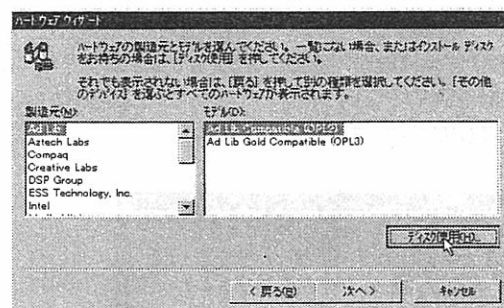 ハードウェア ウィザード
ハードウェアの製造元とモデルを選んでください。一覧にない場合、またはインストール ディスク
をお持ちの場合は、[ディスク使用] を押してください。
それでも表示されない場合は、[戻る] を押して別の種類を選択してください。[その他
のデバイス] を選ぶとすべてのハードウェアが表示されます。
製造元(M):
Ad Lib
Aztech Labs
Compaq
Creative Labs
DSP Group
ESS Technology, Inc.
Intel
モデル(D):
Ad Lib Compatible (OPL2)
Ad Lib Gold Compatible (OPL3)
ディスク使用(H)...
< 戻る(B)
次へ >
キャンセル